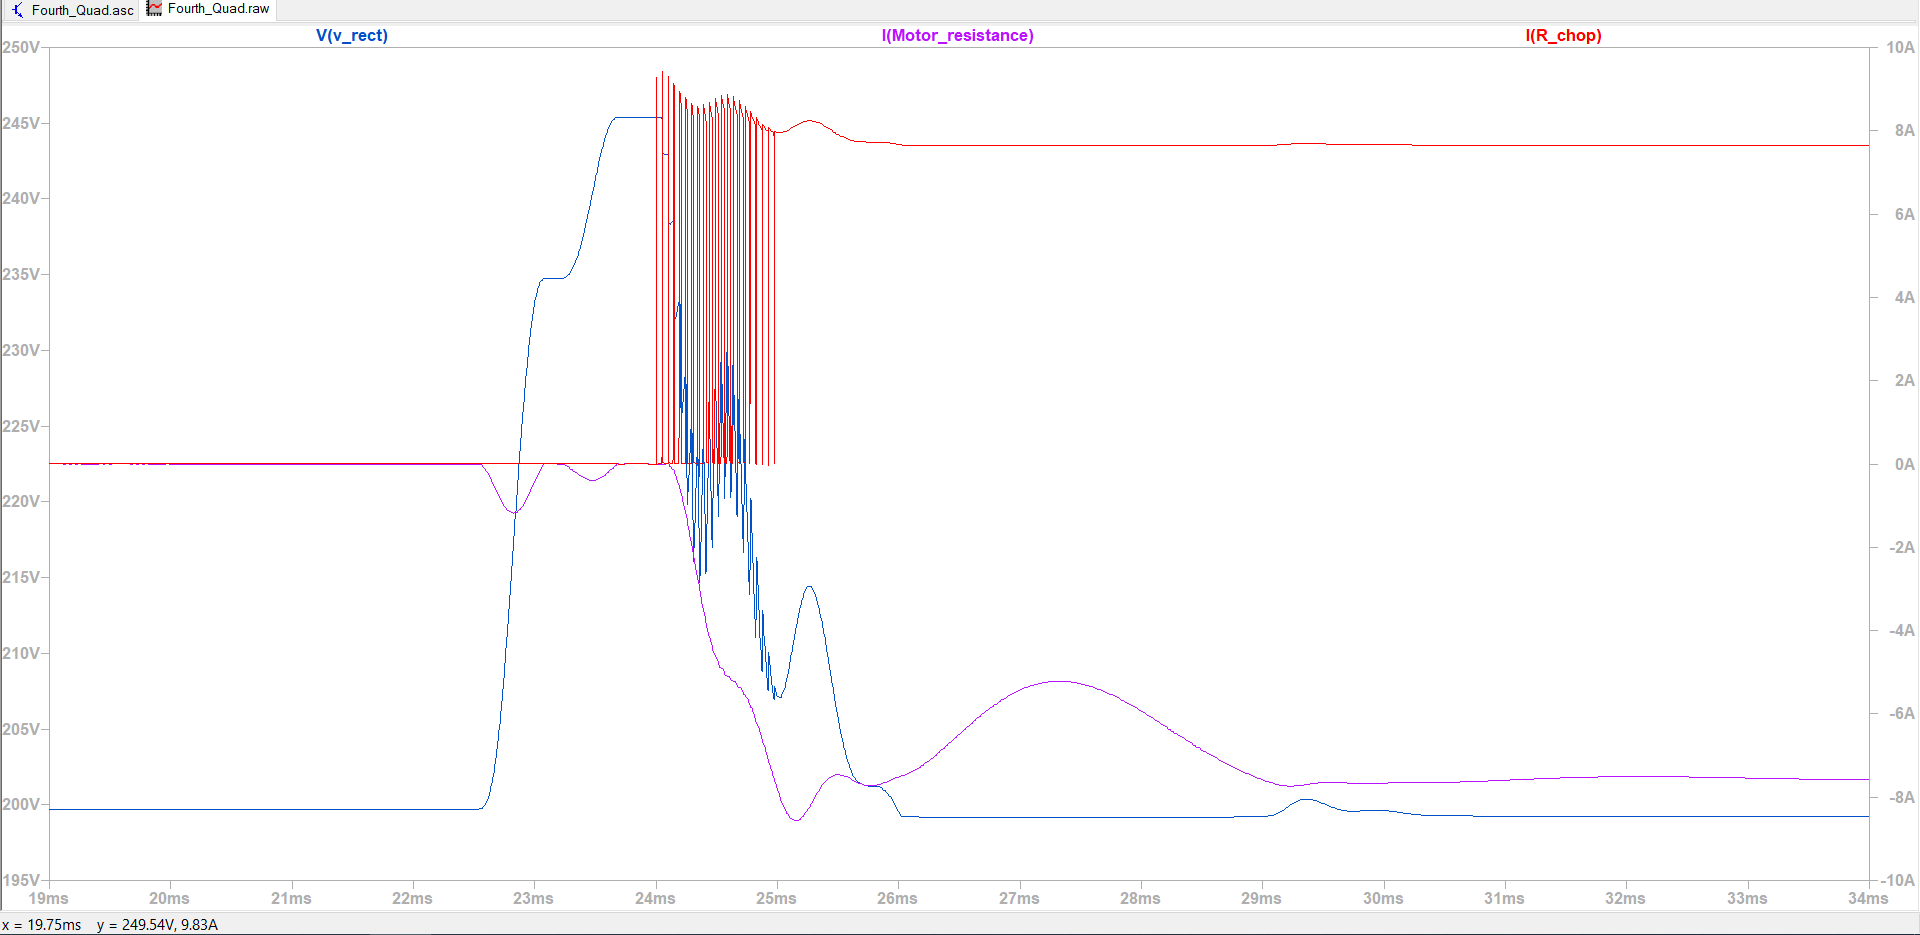 Fourth_Quad.asc Fourth_Quad.raw
V(v_rect) I(Motor_resistance) I(R_chop)
250V 10A
245V 8A
240V 6A
235V 4A
230V 2A
225V 0A
220V -2A
215V -4A
210V -6A
205V -8A
200V -10A
195V
19ms 20ms 21ms 22ms 23ms 24ms 25ms 26ms 27ms 28ms 29ms 30ms 31ms 32ms 33ms 34ms
x = 19.75ms y = 249.54V, 9.83A